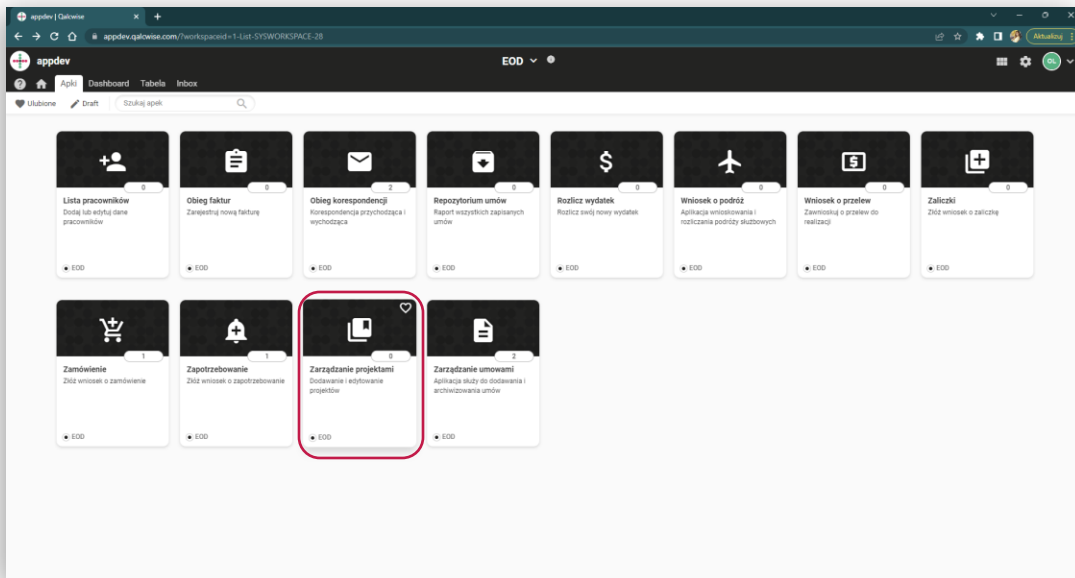 appdev | Qalcwise
appdev.qalcwise.com/?workspaceid=1-List-SYSWORKSPACE-28
Aktualizuj
appdev
EOD
OL
Apki Dashboard Tabela Inbox
Ulubione Draft Szukaj apek
0
Lista pracowników
Dodaj lub edytuj dane
pracowników
EOD
0
Obieg faktur
Zarejestruj nową fakturę
EOD
2
Obieg korespondencji
Korespondencja przychodząca i
wychodząca
EOD
0
Repozytorium umów
Raport wszystkich zapisanych
umów
EOD
0
Rozlicz wydatek
Rozlicz swój nowy wydatek
EOD
0
Wniosek o podróż
Aplikacja wnioskowania i
rozliczania podróży służbowych
EOD
0
Wniosek o przelew
Zawnioskuj o przelew do
realizacji
EOD
0
Zaliczki
Złóż wniosek o zaliczkę
EOD
1
Zamówienie
Złóż wniosek o zamówienie
EOD
1
Zapotrzebowanie
Złóż wniosek o zapotrzebowanie
EOD
0
Zarządzanie projektami
Dodawanie i edytowanie
projektów
EOD
2
Zarządzanie umowami
Aplikacja służy do dodawania i
archiwizowania umów
EOD